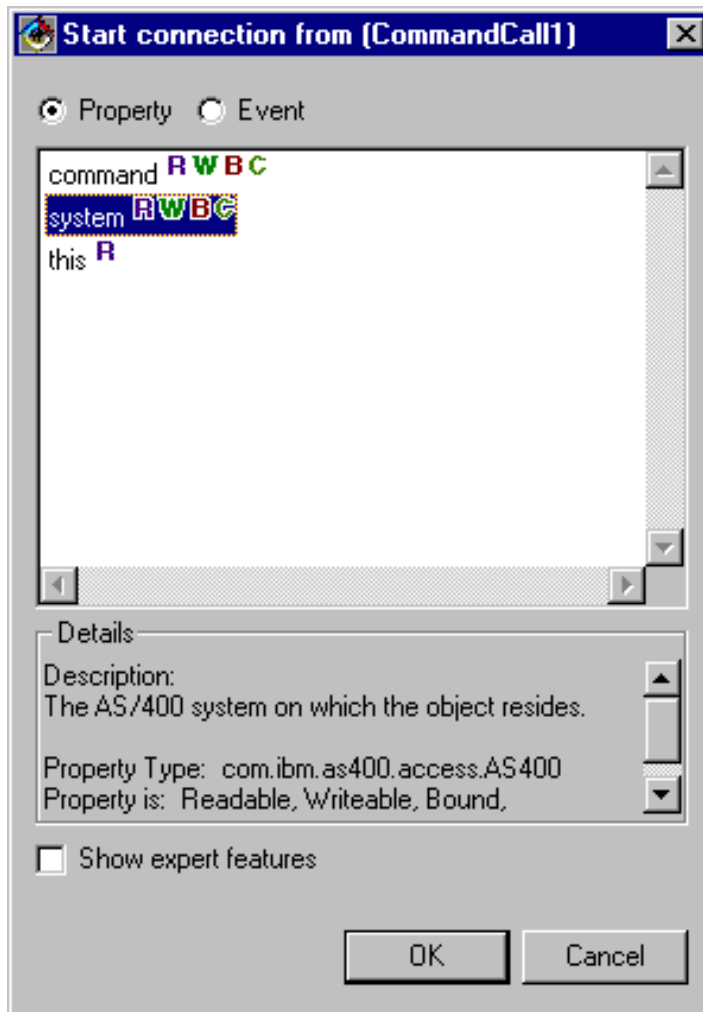 Start connection from (CommandCall1)
Property Event
command R W B C
system R W B C
this R
Details
Description:
The AS/400 system on which the object resides.
Property Type: com.ibm.as400.access.AS400
Property is: Readable, Writeable, Bound,
Show expert features
OK Cancel